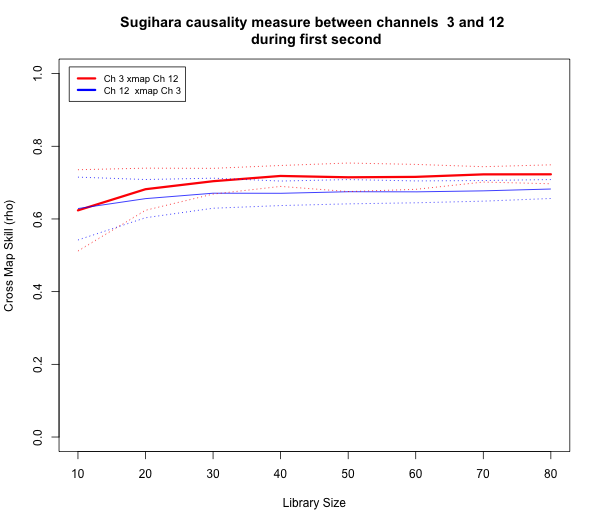 Sugihara causality measure between channels  3 and 12
during first second
Ch 3 xmap Ch 12
Ch 12  xmap Ch 3
Cross Map Skill (rho)
1.0
0.8
0.6
0.4
0.2
0.0
10 20 30 40 50 60 70 80
Library Size